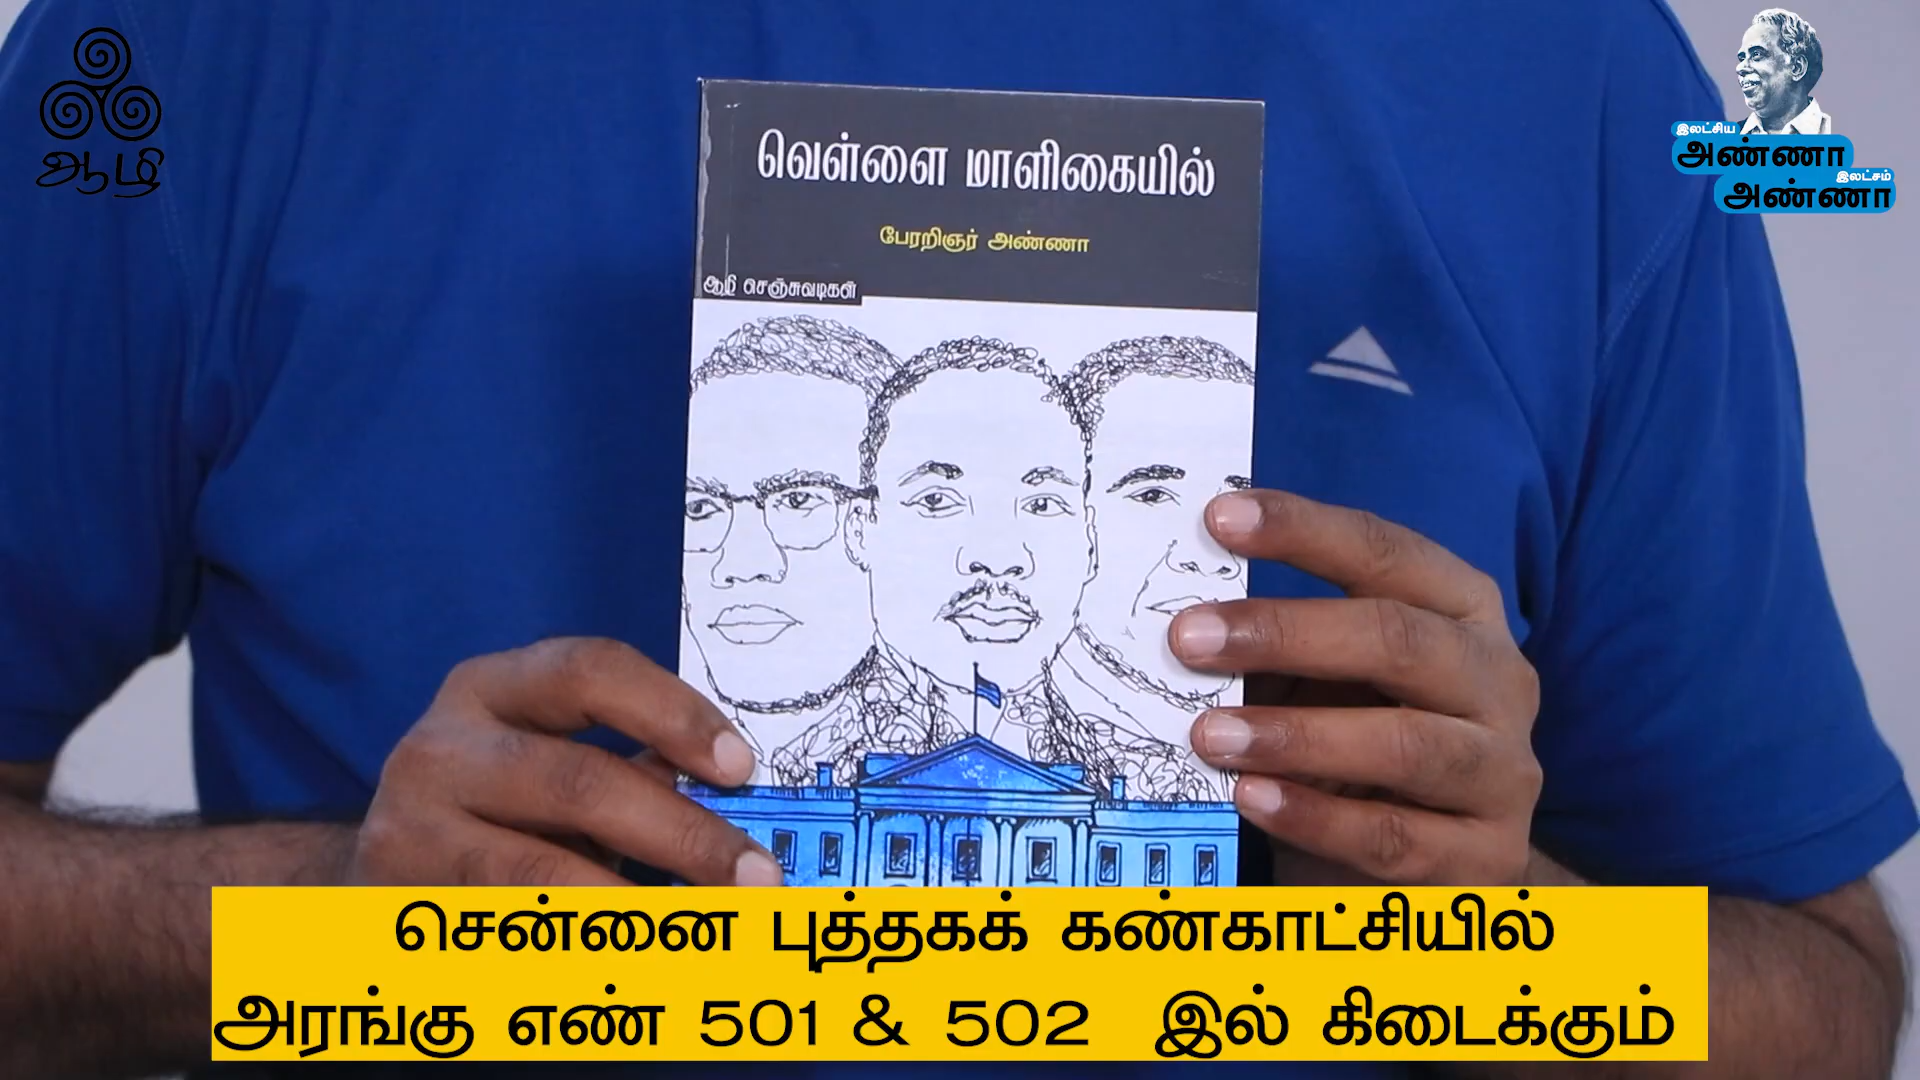 ஆழி
இலட்சிய
அண்ணா
இலட்சம்
அண்ணா
வெள்ளை மாளிகையில்
பேரறிஞர் அண்ணா
ஆழி செஞ்சுவடிகள்
சென்னை புத்தகக் கண்காட்சியில்
அரங்கு எண் 501 & 502 இல் கிடைக்கும்